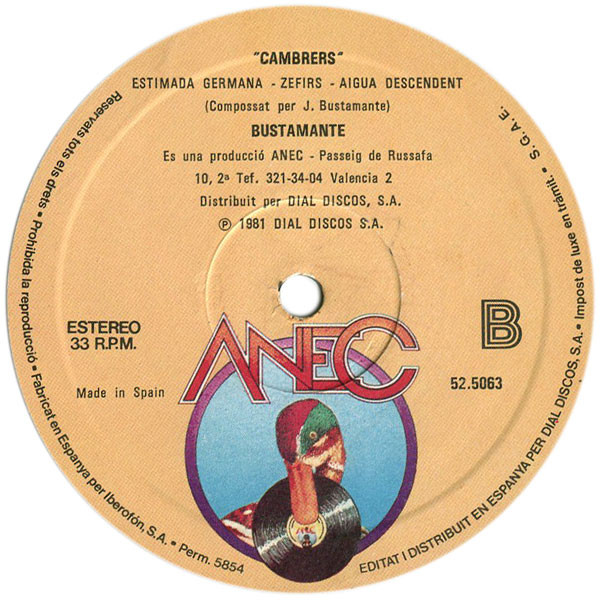 "CAMBRERS"
ESTIMADA GERMANA - ZEFIRS - AIGUA DESCENDENT
(Compossat per J. Bustamante)
BUSTAMANTE
Es una producció ANEC - Passeig de Russafa
10, 2ª Tef. 321-34-04 Valencia 2
Distribuit per DIAL DISCOS, S.A.
℗ 1981 DIAL DISCOS S.A.
ESTEREO
33 R.P.M.
B
Made in Spain
ANEC
52.5063
ANEC
Reservats tots els drets • Prohibida la reproducció • Fabricat en Espanya per Iberofón, S.A. • Perm. 5854
EDITAT I DISTRIBUIT EN ESPANYA PER DIAL DISCOS, S.A. • Impost de luxe en trámit. • S.G.A.E.